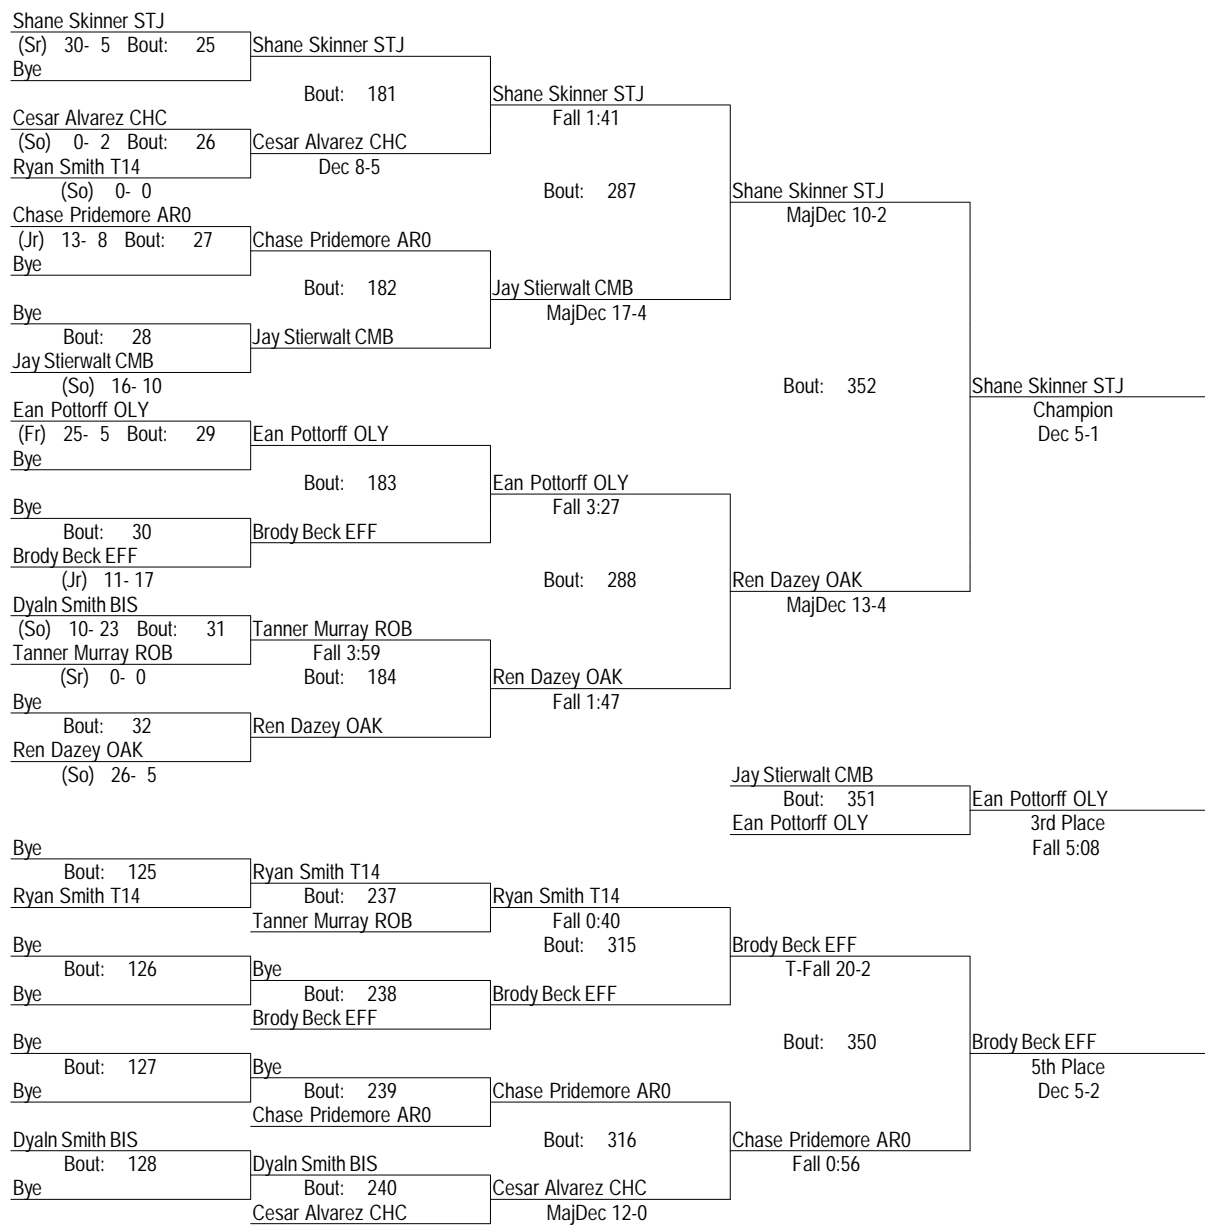 Shane Skinner STJ
(Sr) 30- 5 Bout: 25 Shane Skinner STJ
Bye
Bout: 181 Shane Skinner STJ
Cesar Alvarez CHC Fall 1:41
(So) 0- 2 Bout: 26 Cesar Alvarez CHC
Ryan Smith T14 Dec 8-5
(So) 0- 0 Bout: 287 Shane Skinner STJ
Chase Pridemore AR0 MajDec 10-2
(Jr) 13- 8 Bout: 27 Chase Pridemore AR0
Bye
Bout: 182 Jay Stierwalt CMB
Bye MajDec 17-4
Bout: 28 Jay Stierwalt CMB
Jay Stierwalt CMB
(So) 16- 10 Bout: 352 Shane Skinner STJ
Ean Pottorff OLY Champion
(Fr) 25- 5 Bout: 29 Ean Pottorff OLY Dec 5-1
Bye
Bout: 183 Ean Pottorff OLY
Bye Fall 3:27
Bout: 30 Brody Beck EFF
Brody Beck EFF
(Jr) 11- 17 Bout: 288 Ren Dazey OAK
Dyaln Smith BIS MajDec 13-4
(So) 10- 23 Bout: 31 Tanner Murray ROB
Tanner Murray ROB Fall 3:59
(Sr) 0- 0 Bout: 184 Ren Dazey OAK
Bye Fall 1:47
Bout: 32 Ren Dazey OAK
Ren Dazey OAK
(So) 26- 5 Jay Stierwalt CMB
Bout: 351 Ean Pottorff OLY
Ean Pottorff OLY 3rd Place
Bye Fall 5:08
Bout: 125 Ryan Smith T14
Ryan Smith T14 Bout: 237 Ryan Smith T14
Tanner Murray ROB Fall 0:40
Bye Bout: 315 Brody Beck EFF
Bout: 126 Bye T-Fall 20-2
Bye Bout: 238 Brody Beck EFF
Brody Beck EFF
Bye Bout: 350 Brody Beck EFF
Bout: 127 Bye 5th Place
Bye Bout: 239 Chase Pridemore AR0 Dec 5-2
Chase Pridemore AR0
Dyaln Smith BIS Bout: 316 Chase Pridemore AR0
Bout: 128 Dyaln Smith BIS Fall 0:56
Bye Bout: 240 Cesar Alvarez CHC
Cesar Alvarez CHC MajDec 12-0